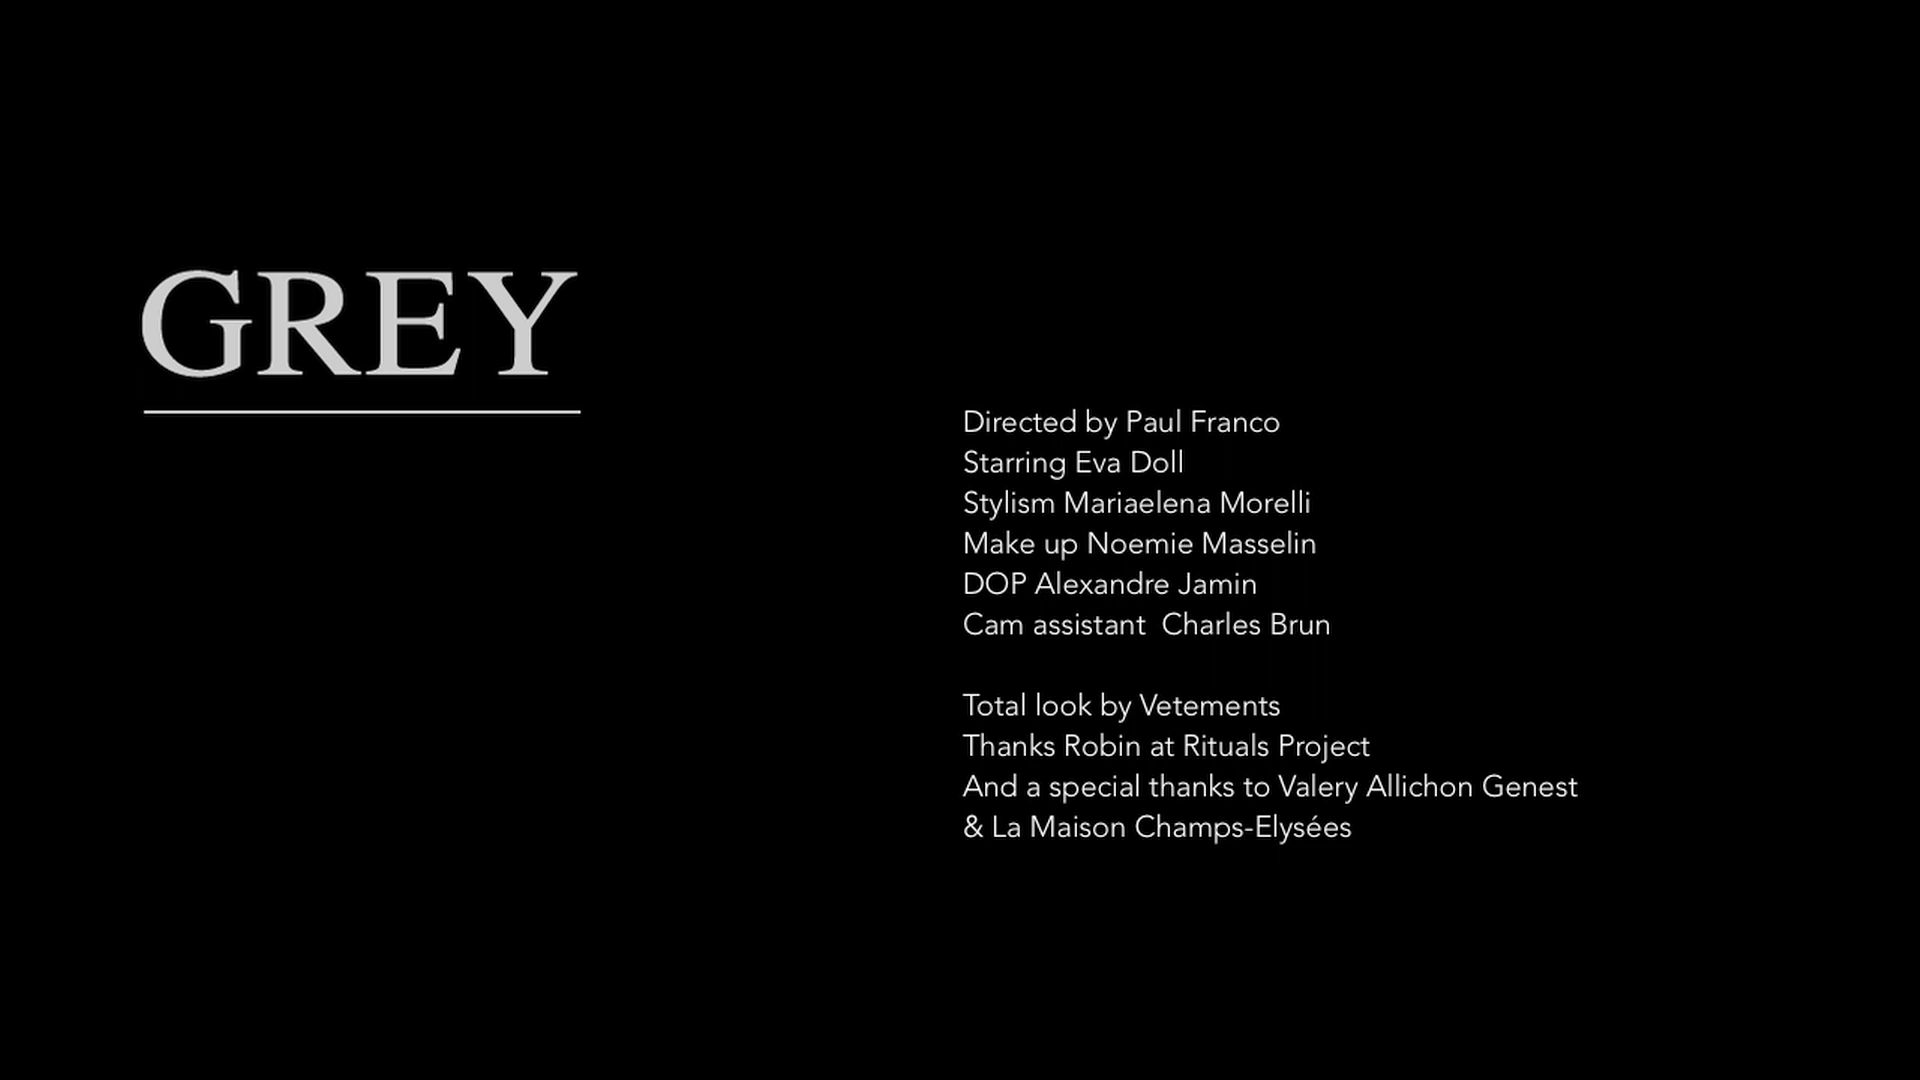 GREY
Directed by Paul Franco
Starring Eva Doll
Stylism Mariaelena Morelli
Make up Noemie Masselin
DOP Alexandre Jamin
Cam assistant  Charles Brun
Total look by Vetements
Thanks Robin at Rituals Project
And a special thanks to Valery Allichon Genest
& La Maison Champs-Elysées